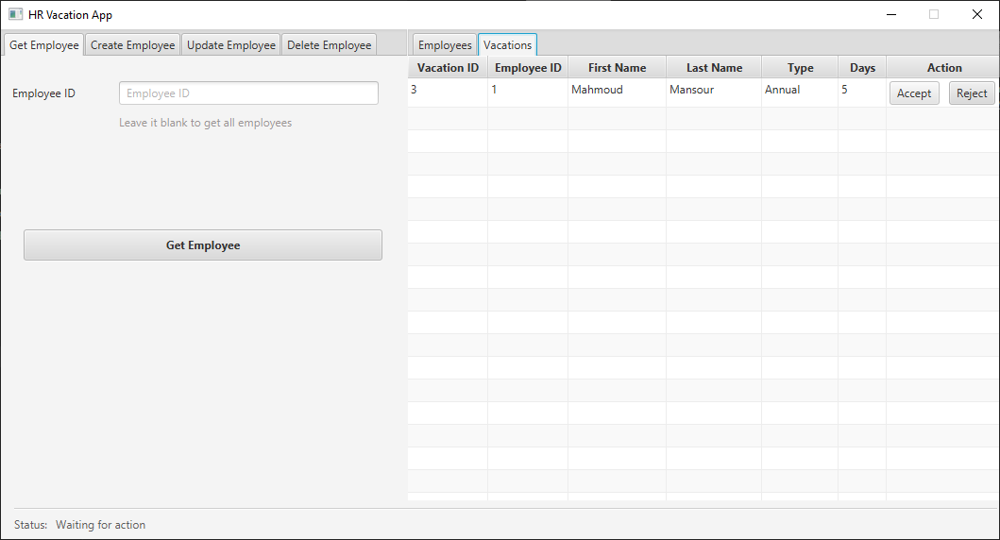 HR Vacation App
Get Employee Create Employee Update Employee Delete Employee
Employees Vacations
Employee ID Employee ID
Leave it blank to get all employees
Get Employee
Vacation ID Employee ID First Name Last Name Type Days Action
3 1 Mahmoud Mansour Annual 5 Accept Reject
Status: Waiting for action